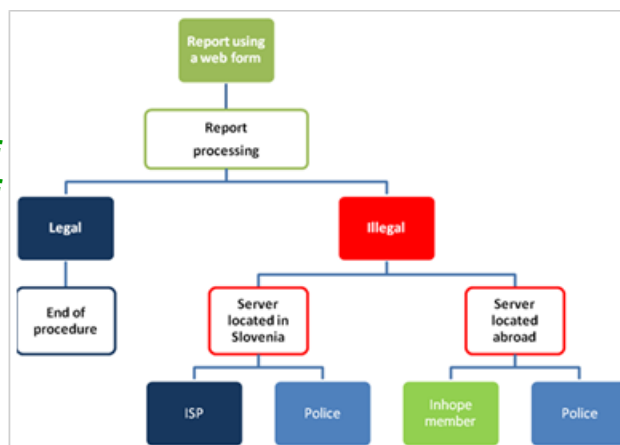 Report using
a web form
Report
processing
Legal
Illegal
End of
procedure
Server
located in
Slovenia
Server
located
abroad
ISP
Police
Inhope
member
Police